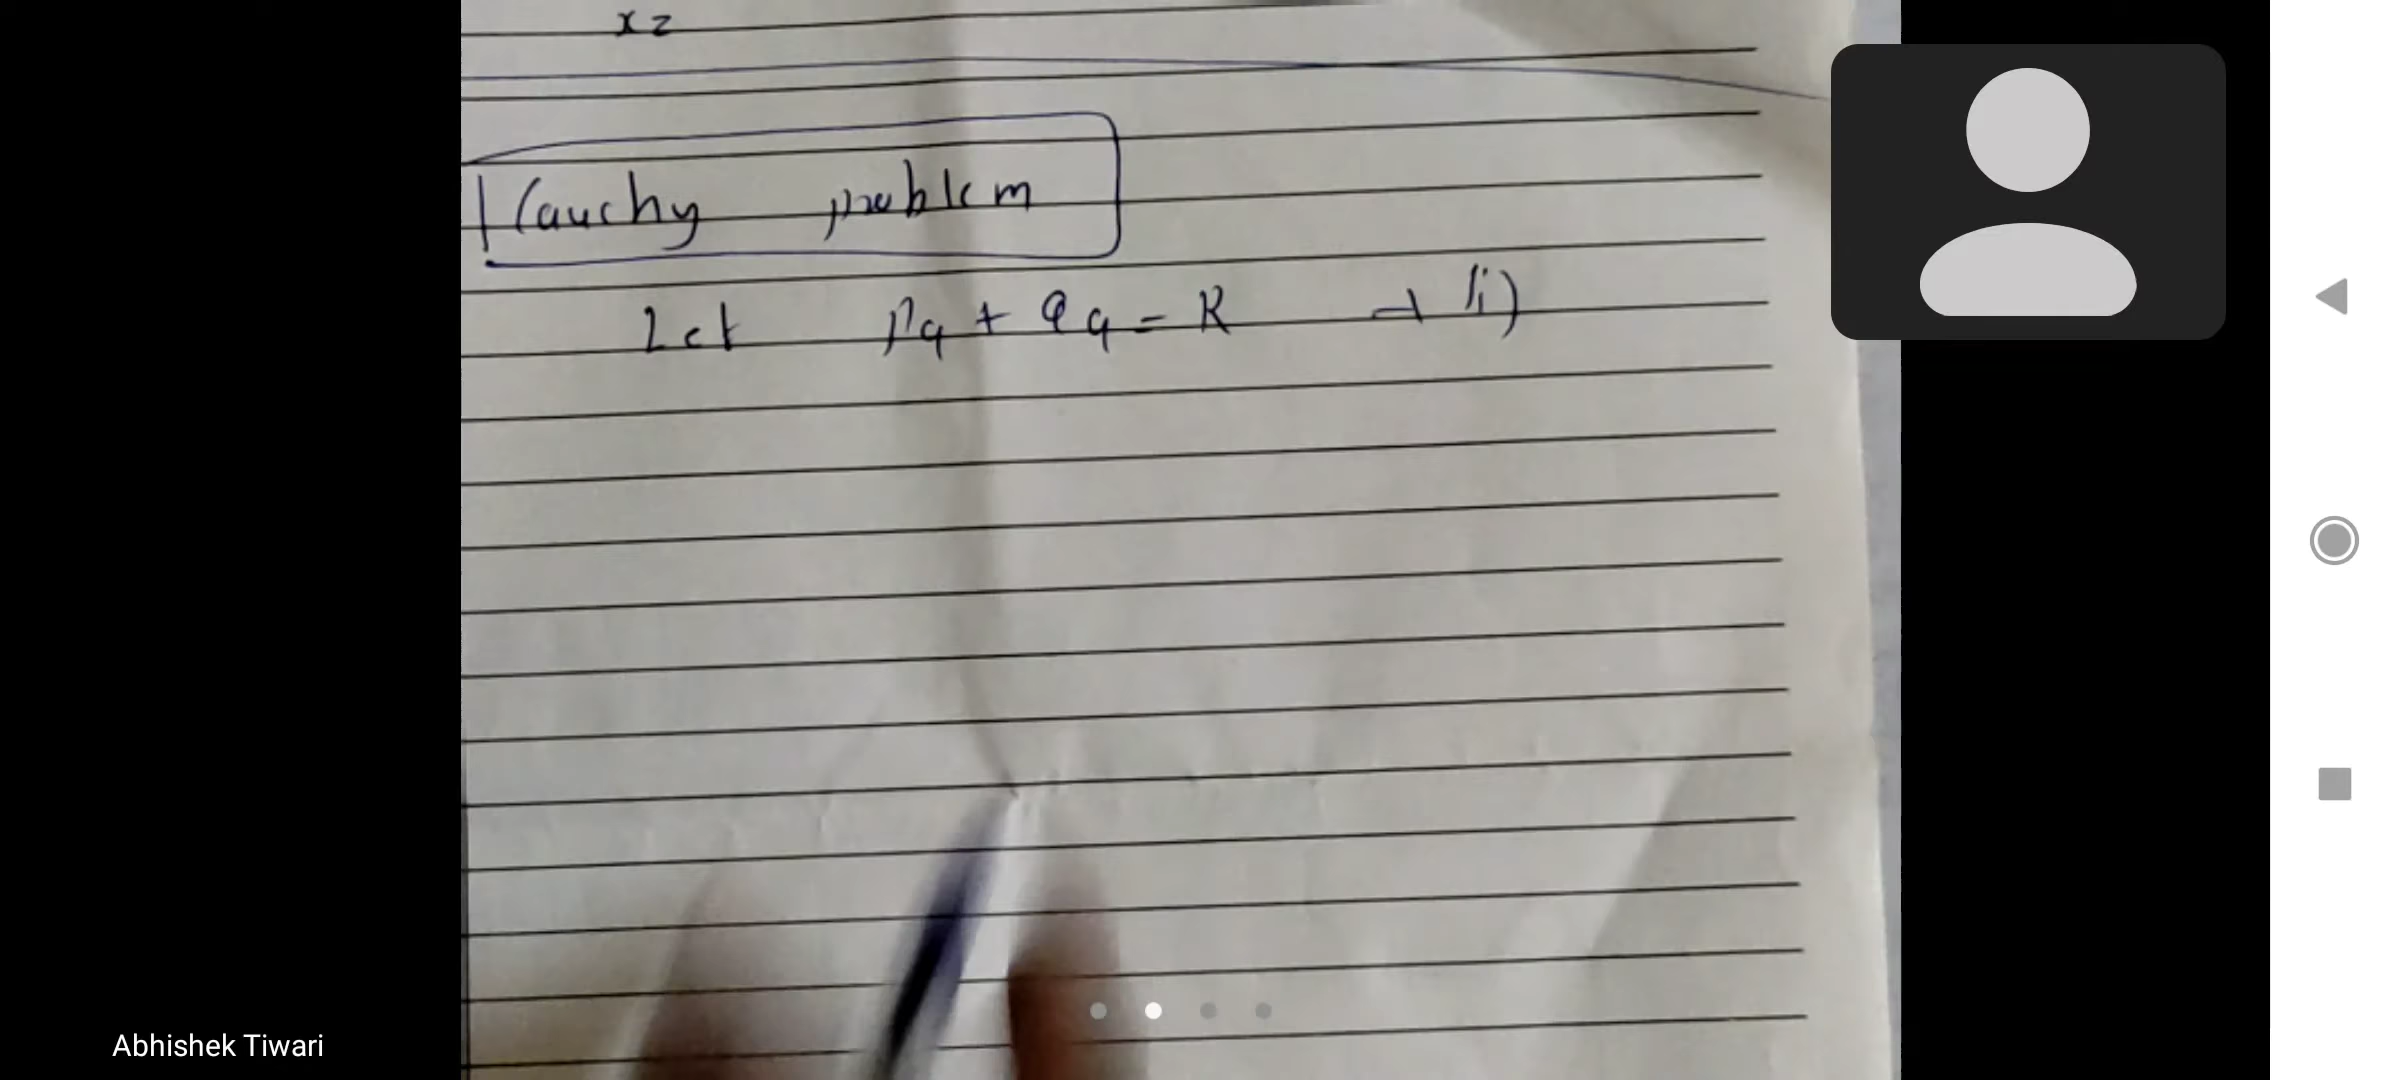 xz
Cauchy problem
Let Pq + Qq = R → (i)
Abhishek Tiwari